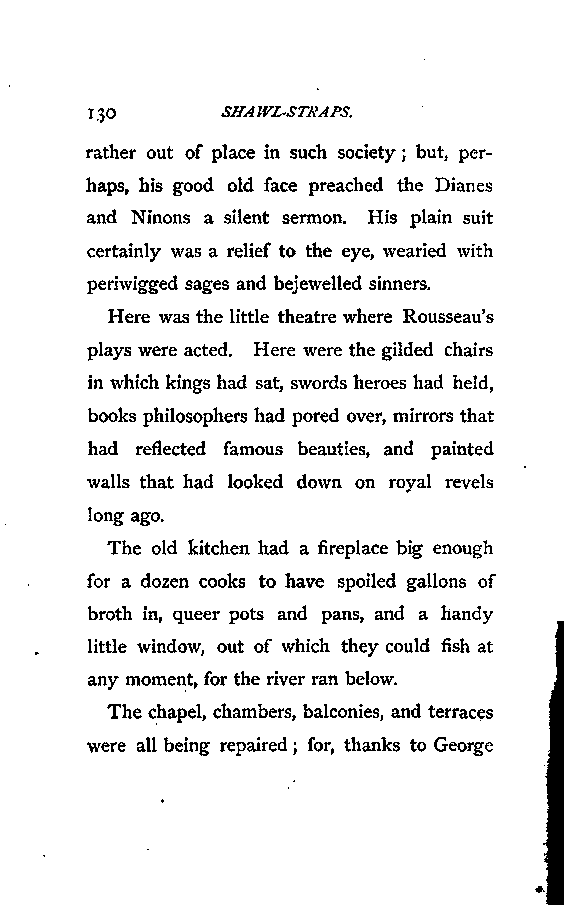 130 SHAWL-STRAPS.
rather out of place in such society ; but, per-
haps, his good old face preached the Dianes
and Ninons a silent sermon. His plain suit
certainly was a relief to the eye, wearied with
periwigged sages and bejewelled sinners.
Here was the little theatre where Rousseau's
plays were acted. Here were the gilded chairs
in which kings had sat, swords heroes had held,
books philosophers had pored over, mirrors that
had reflected famous beauties, and painted
walls that had looked down on royal revels
long ago.
The old kitchen had a fireplace big enough
for a dozen cooks to have spoiled gallons of
broth in, queer pots and pans, and a handy
little window, out of which they could fish at
any moment, for the river ran below.
The chapel, chambers, balconies, and terraces
were all being repaired ; for, thanks to George